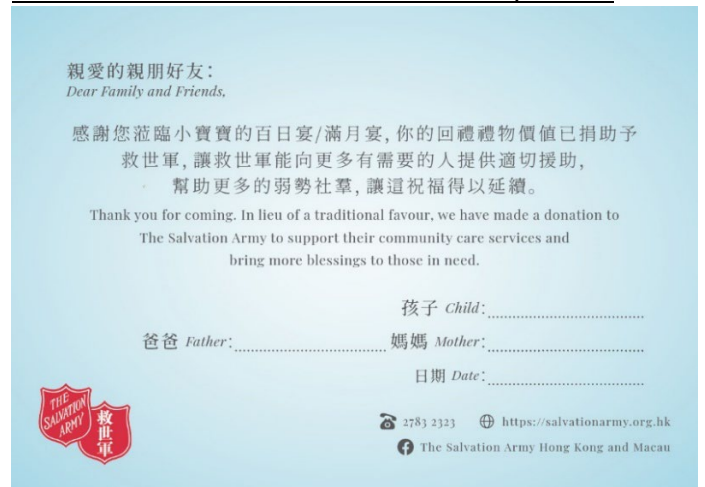 親愛的親朋好友：
Dear Family and Friends,
感謝您蒞臨小寶寶的百日宴/滿月宴，你的回禮禮物價值已捐助予
救世軍，讓救世軍能向更多有需要的人提供適切援助，
幫助更多的弱勢社羣，讓這祝福得以延續。
Thank you for coming. In lieu of a traditional favour, we have made a donation to
The Salvation Army to support their community care services and
bring more blessings to those in need.
孩子 Child:
爸爸 Father: 媽媽 Mother:
日期 Date:
THE
SALVATION
ARMY
救世軍
2783 2323 https://salvationarmy.org.hk
The Salvation Army Hong Kong and Macau